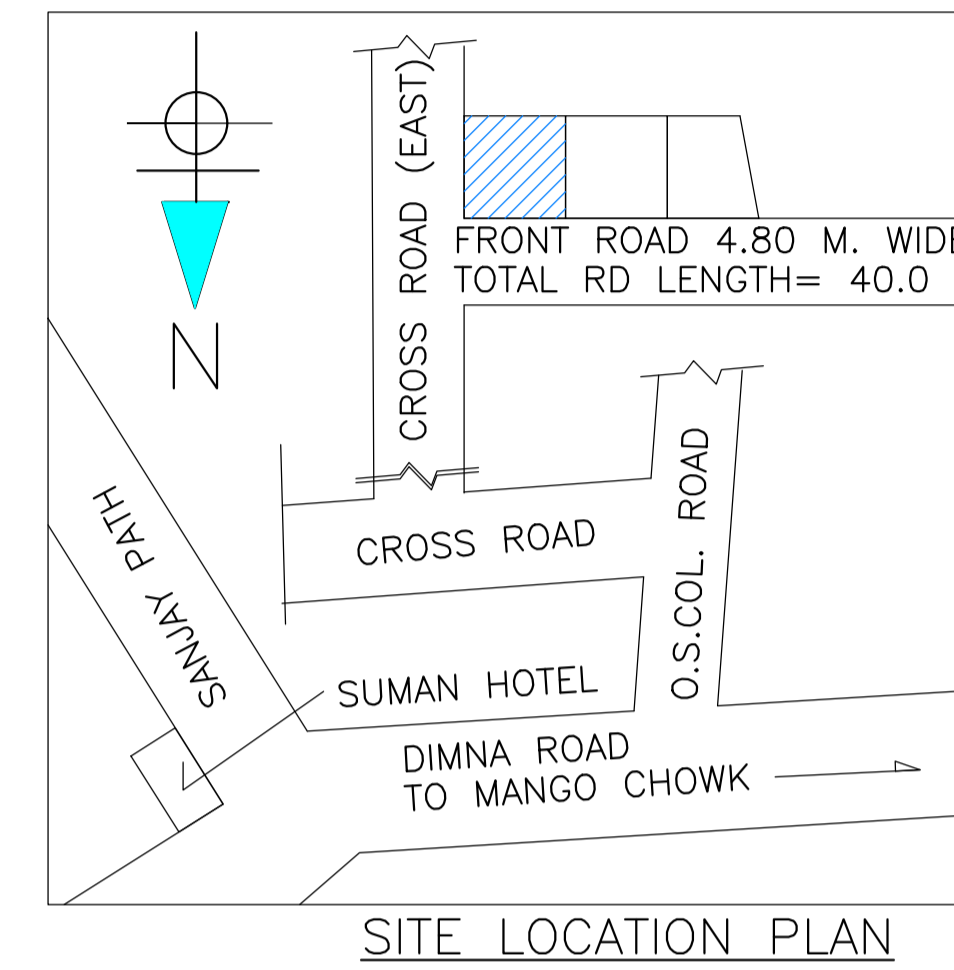 CROSS ROAD (EAST)
FRONT ROAD 4.80 M. WIDE
TOTAL RD LENGTH= 40.0
N
CROSS ROAD
O.S.COL. ROAD
SANJAY PATH
SUMAN HOTEL
DIMNA ROAD
TO MANGO CHOWK
SITE LOCATION PLAN